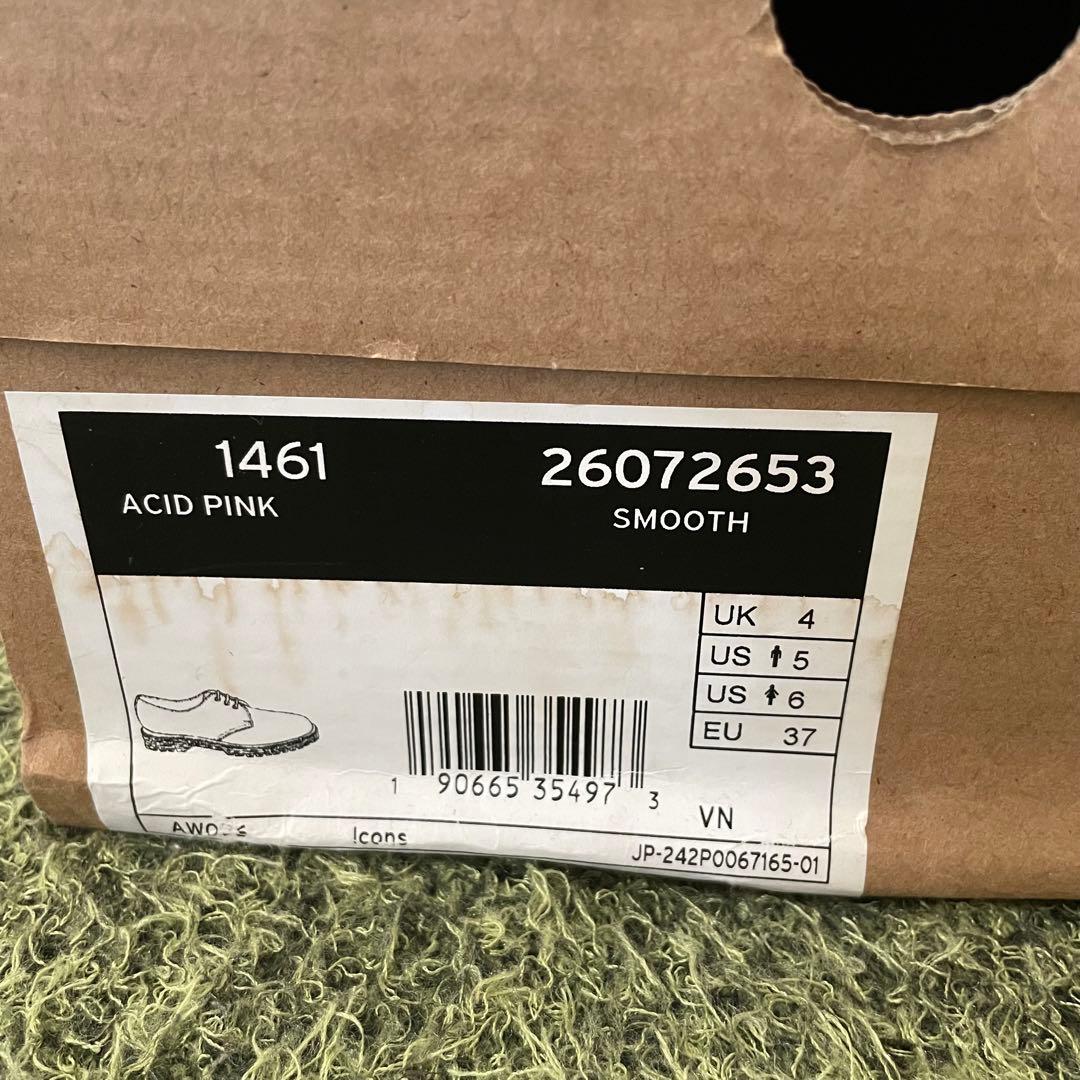 1461 26072653
ACID PINK SMOOTH
UK 4
US 5
US 6
EU 37
1 90665 35497 3
VN
Icons
JP-242P0067165-01